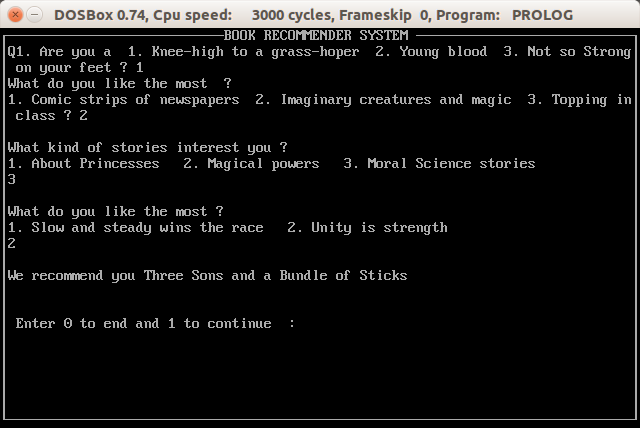 DOSBox 0.74, Cpu speed: 3000 cycles, Frameskip 0, Program: PROLOG
BOOK RECOMMENDER SYSTEM
Q1. Are you a 1. Knee-high to a grass-hoper 2. Young blood 3. Not so Strong
on your feet ? 1
What do you like the most ?
1. Comic strips of newspapers 2. Imaginary creatures and magic 3. Topping in
class ? 2
What kind of stories interest you ?
1. About Princesses 2. Magical powers 3. Moral Science stories
3
What do you like the most ?
1. Slow and steady wins the race 2. Unity is strength
2
We recommend you Three Sons and a Bundle of Sticks
Enter 0 to end and 1 to continue :